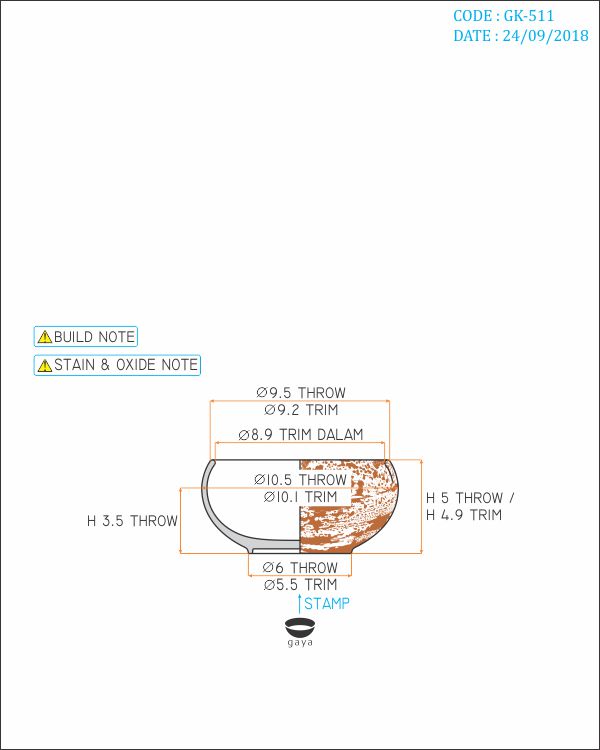 CODE : GK-511
DATE : 24/09/2018
BUILD NOTE
STAIN & OXIDE NOTE
Ø9.5 THROW
Ø9.2 TRIM
Ø8.9 TRIM DALAM
Ø10.5 THROW
Ø10.1 TRIM
H 5 THROW /
H 4.9 TRIM
H 3.5 THROW
Ø6 THROW
Ø5.5 TRIM
STAMP
gaya